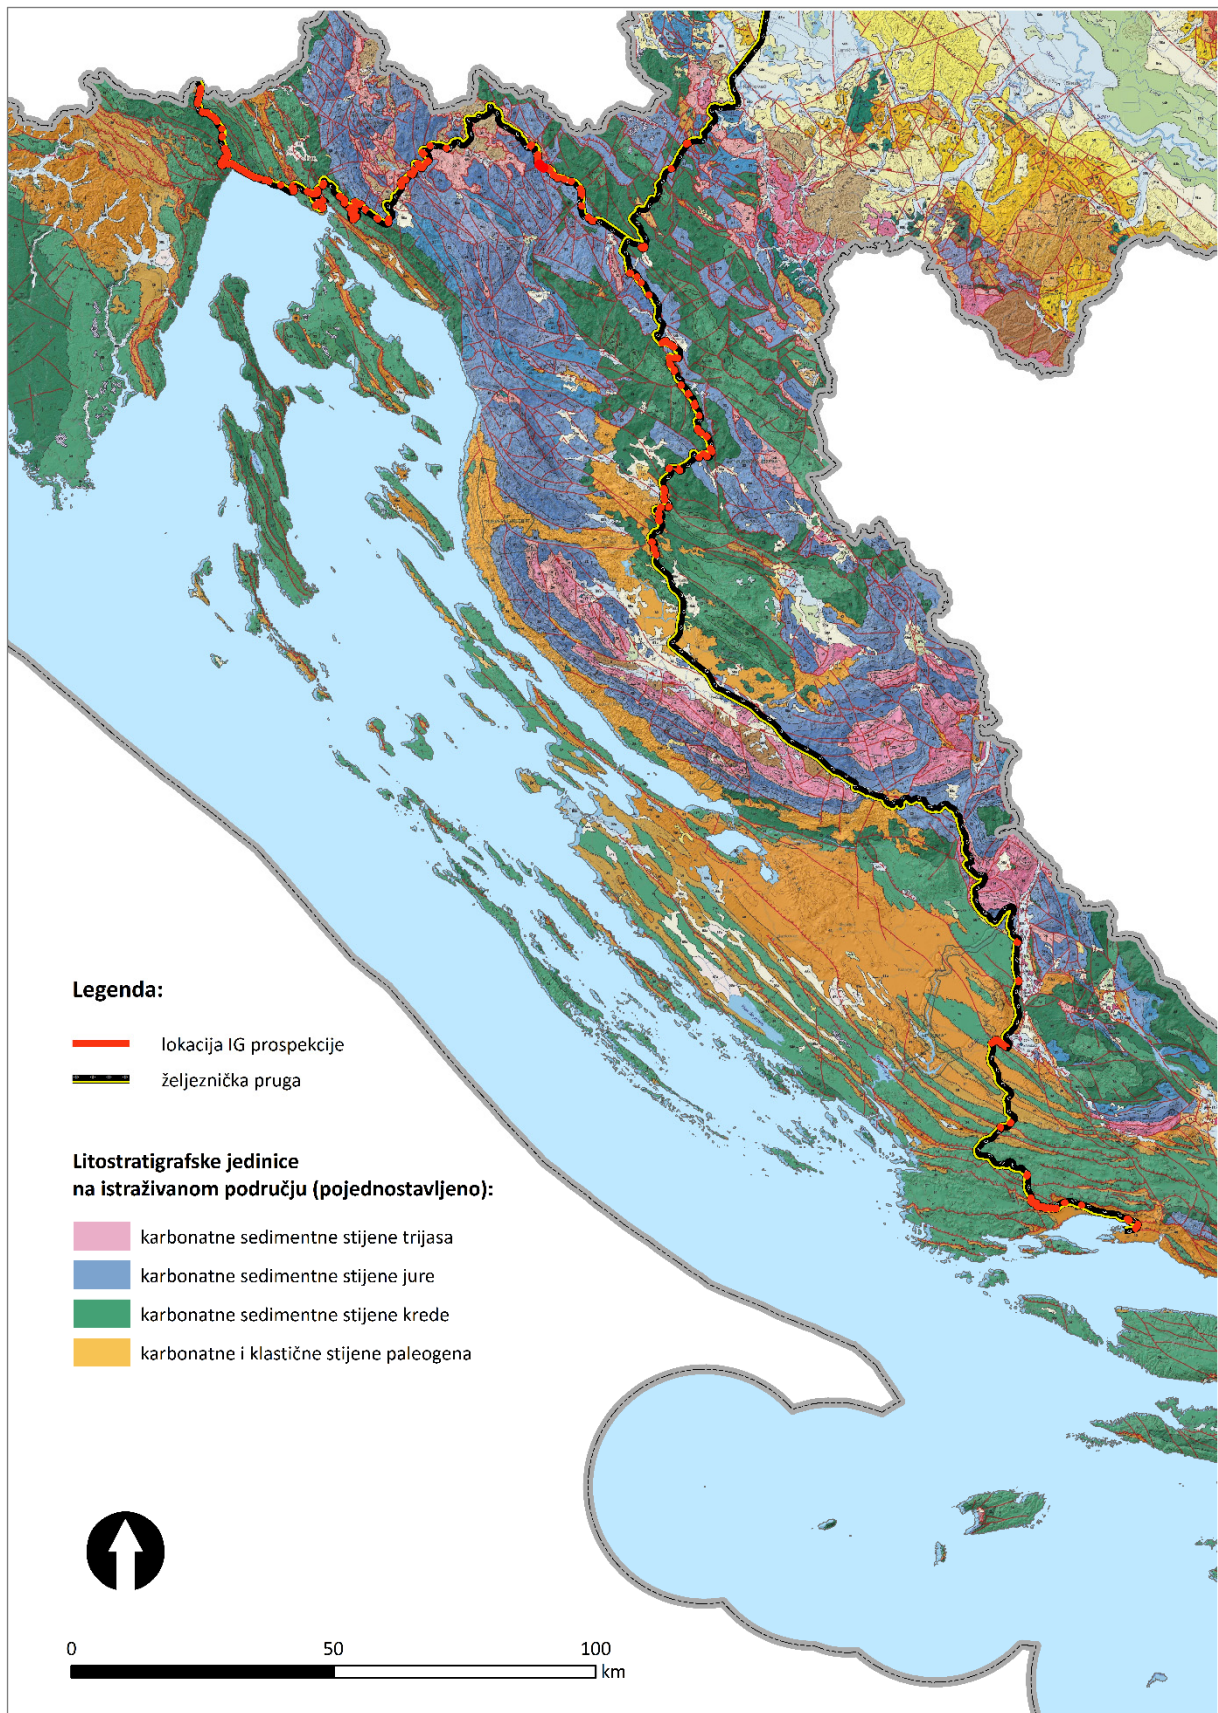 Legenda:
lokacija IG prospekcije
željeznička pruga
Litostratigrafske jedinice
na istraživanom području (pojednostavljeno):
karbonatne sedimentne stijene trijasa
karbonatne sedimentne stijene jure
karbonatne sedimentne stijene krede
karbonatne i klastične stijene paleogena
0 50 100
km